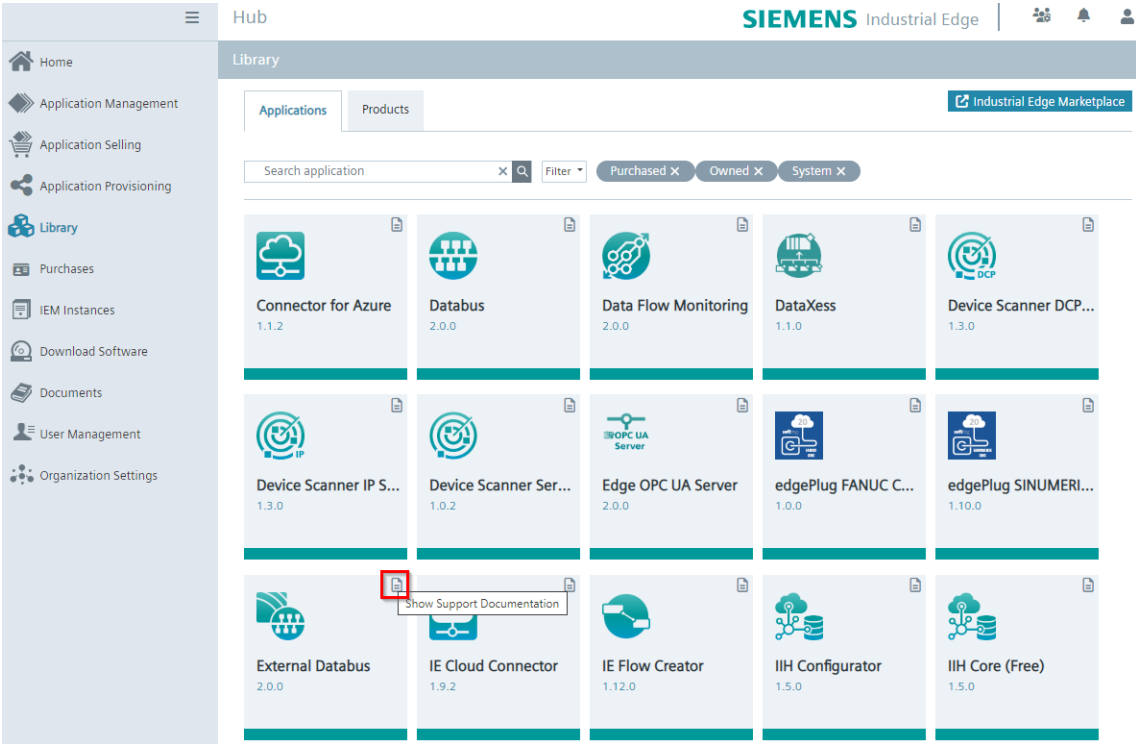 Hub
SIEMENS Industrial Edge
Home
Application Management
Application Selling
Application Provisioning
Library
Purchases
IEM Instances
Download Software
Documents
User Management
Organization Settings
Library
Applications
Products
Industrial Edge Marketplace
Search application
Filter
Purchased
Owned
System
Connector for Azure
1.1.2
Databus
2.0.0
Data Flow Monitoring
2.0.0
DataXess
1.1.0
DCP
Device Scanner DCP...
1.3.0
IP
Device Scanner IP S...
1.3.0
Device Scanner Ser...
1.0.2
OPC UA
Server
Edge OPC UA Server
2.0.0
20
edgePlug FANUC C...
1.0.0
20
edgePlug SINUMERI...
1.10.0
Show Support Documentation
External Databus
2.0.0
IE Cloud Connector
1.9.2
IE Flow Creator
1.12.0
IIH Configurator
1.5.0
IIH Core (Free)
1.5.0